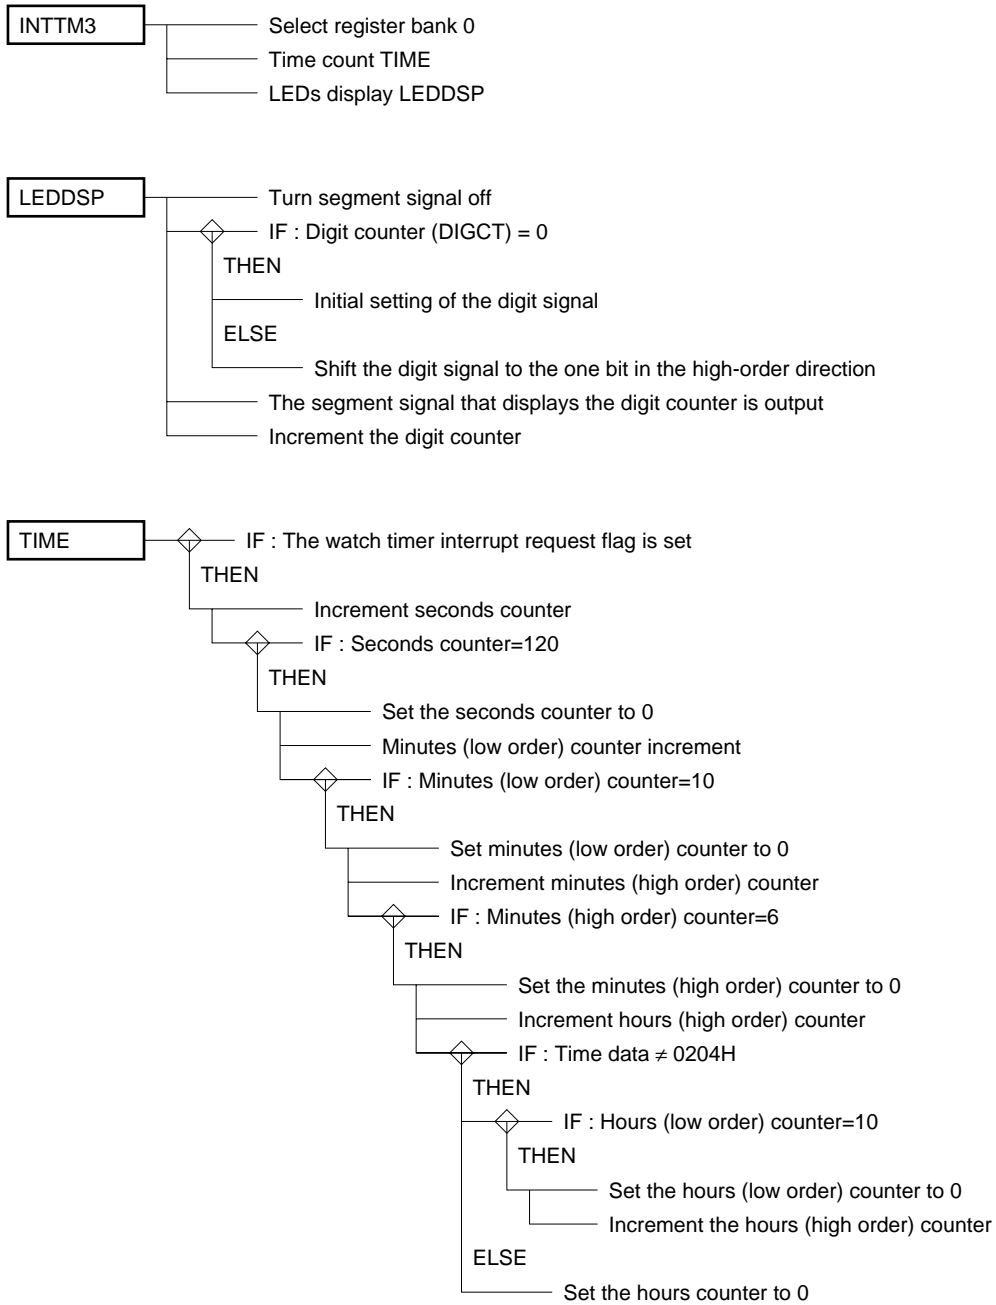 INTTM3
Select register bank 0
Time count TIME
LEDs display LEDDSP
LEDDSP
Turn segment signal off
IF : Digit counter (DIGCT) = 0
THEN
Initial setting of the digit signal
ELSE
Shift the digit signal to the one bit in the high-order direction
The segment signal that displays the digit counter is output
Increment the digit counter
TIME
IF : The watch timer interrupt request flag is set
THEN
Increment seconds counter
IF : Seconds counter=120
THEN
Set the seconds counter to 0
Minutes (low order) counter increment
IF : Minutes (low order) counter=10
THEN
Set minutes (low order) counter to 0
Increment minutes (high order) counter
IF : Minutes (high order) counter=6
THEN
Set the minutes (high order) counter to 0
Increment hours (high order) counter
IF : Time data ≠ 0204H
THEN
IF : Hours (low order) counter=10
THEN
Set the hours (low order) counter to 0
Increment the hours (high order) counter
ELSE
Set the hours counter to 0